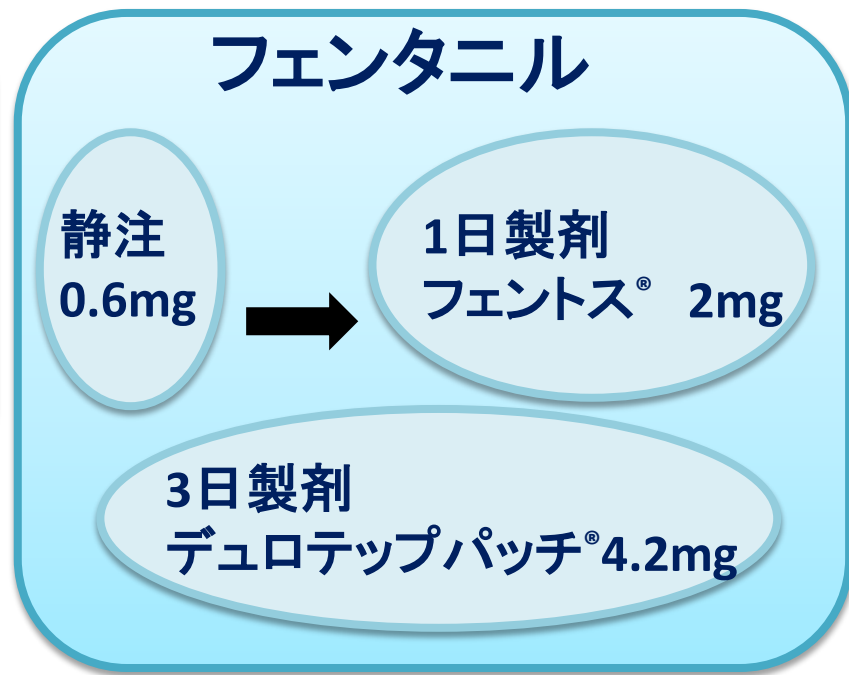 フェンタニル
静注
0.6mg
1日製剤
フェントス® 2mg
3日製剤
デュロテップパッチ®4.2mg